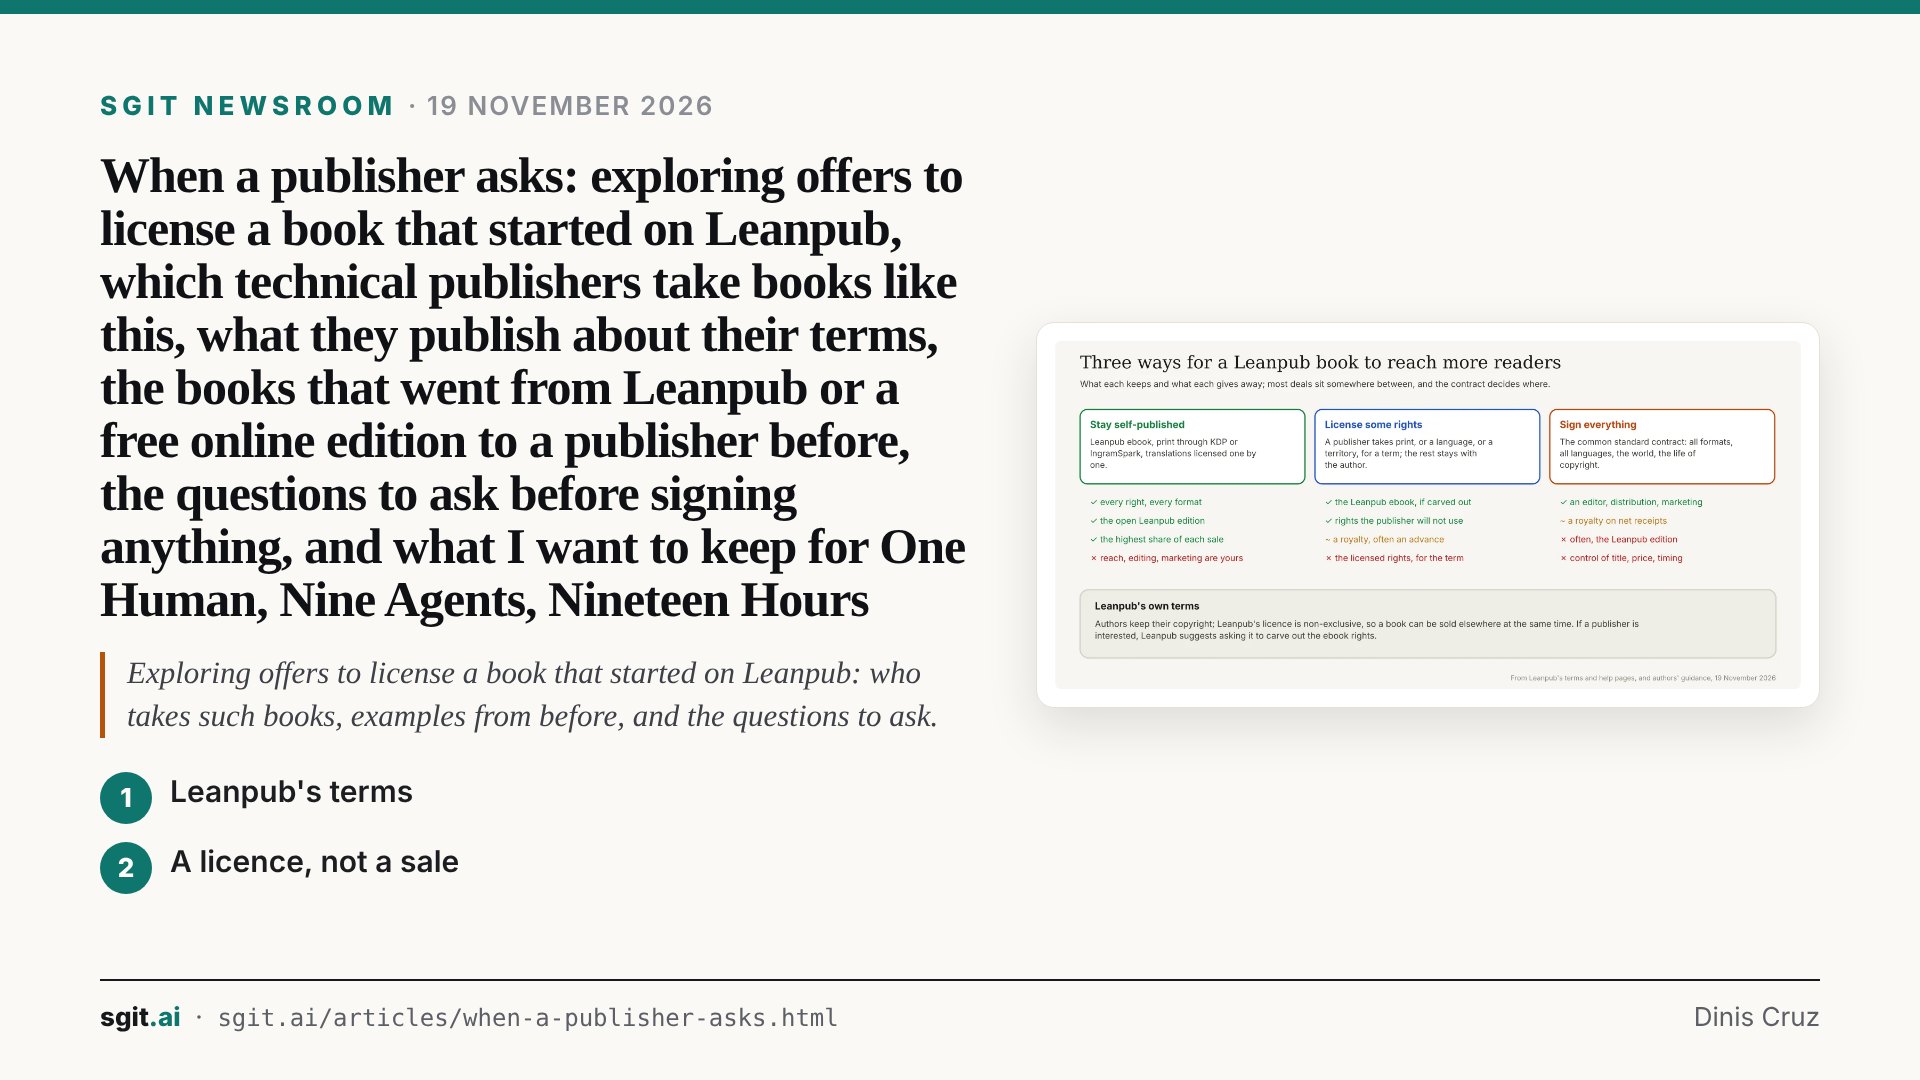 SGIT NEWSROOM · 19 NOVEMBER 2026
When a publisher asks: exploring offers to
license a book that started on Leanpub,
which technical publishers take books like
this, what they publish about their terms,
the books that went from Leanpub or a
free online edition to a publisher before,
the questions to ask before signing
anything, and what I want to keep for One
Human, Nine Agents, Nineteen Hours
Exploring offers to license a book that started on Leanpub: who
takes such books, examples from before, and the questions to ask.
1 Leanpub's terms
2 A licence, not a sale
Three ways for a Leanpub book to reach more readers
What each keeps and what each gives away; most deals sit somewhere between, and the contract decides where.
Stay self-published
Leanpub ebook, print through KDP or
IngramSpark, translations licensed one by
one.
✓ every right, every format
✓ the open Leanpub edition
✓ the highest share of each sale
× reach, editing, marketing are yours
License some rights
A publisher takes print, or a language, or a
territory, for a term; the rest stays with
the author.
✓ the Leanpub ebook, if carved out
✓ rights the publisher will not use
~ a royalty, often an advance
× the licensed rights, for the term
Sign everything
The common standard contract: all formats,
all languages, the world, the life of
copyright.
✓ an editor, distribution, marketing
~ a royalty on net receipts
× often, the Leanpub edition
× control of title, price, timing
Leanpub's own terms
Authors keep their copyright; Leanpub's licence is non-exclusive, so a book can be sold elsewhere at the same time. If a publisher is
interested, Leanpub suggests asking it to carve out the ebook rights.
From Leanpub's terms and help pages, and authors' guidance, 19 November 2026
sgit.ai · sgit.ai/articles/when-a-publisher-asks.html
Dinis Cruz